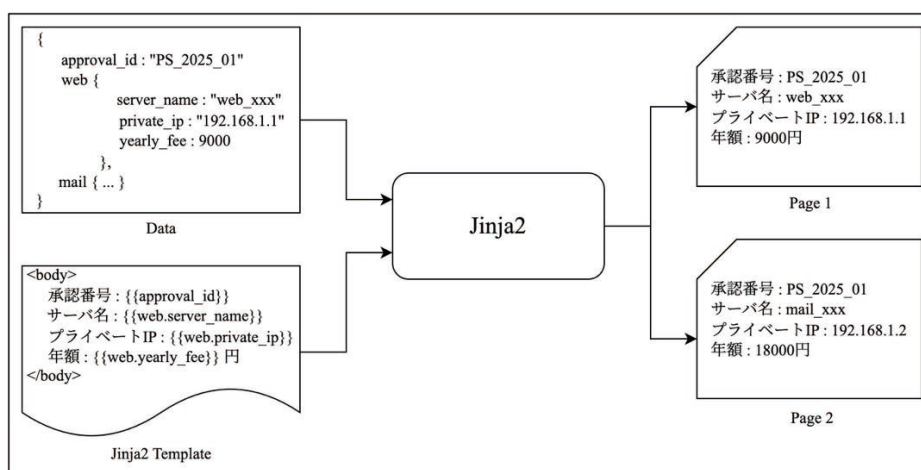 {
approval_id : "PS_2025_01"
web {
server_name : "web_xxx"
private_ip : "192.168.1.1"
yearly_fee : 9000
},
mail { ... }
}
Data
<body>
承認番号 : {{approval_id}}
サーバ名 : {{web.server_name}}
プライベートIP : {{web.private_ip}}
年額 : {{web.yearly_fee}} 円
</body>
Jinja2 Template
Jinja2
承認番号 : PS_2025_01
サーバ名 : web_xxx
プライベートIP : 192.168.1.1
年額 : 9000円
Page 1
承認番号 : PS_2025_01
サーバ名 : mail_xxx
プライベートIP : 192.168.1.2
年額 : 18000円
Page 2